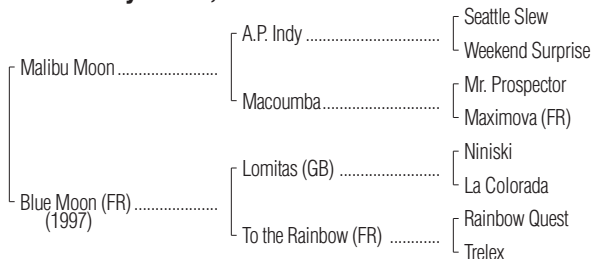 Seattle Slew
A.P. Indy ..............................
Weekend Surprise
Malibu Moon ......................
Mr. Prospector
Macoumba..........................
Maximova (FR)
Niniski
Lomitas (GB) ......................
La Colorada
Blue Moon (FR)..................
(1997)
Rainbow Quest
To the Rainbow (FR) ...........
Trelex